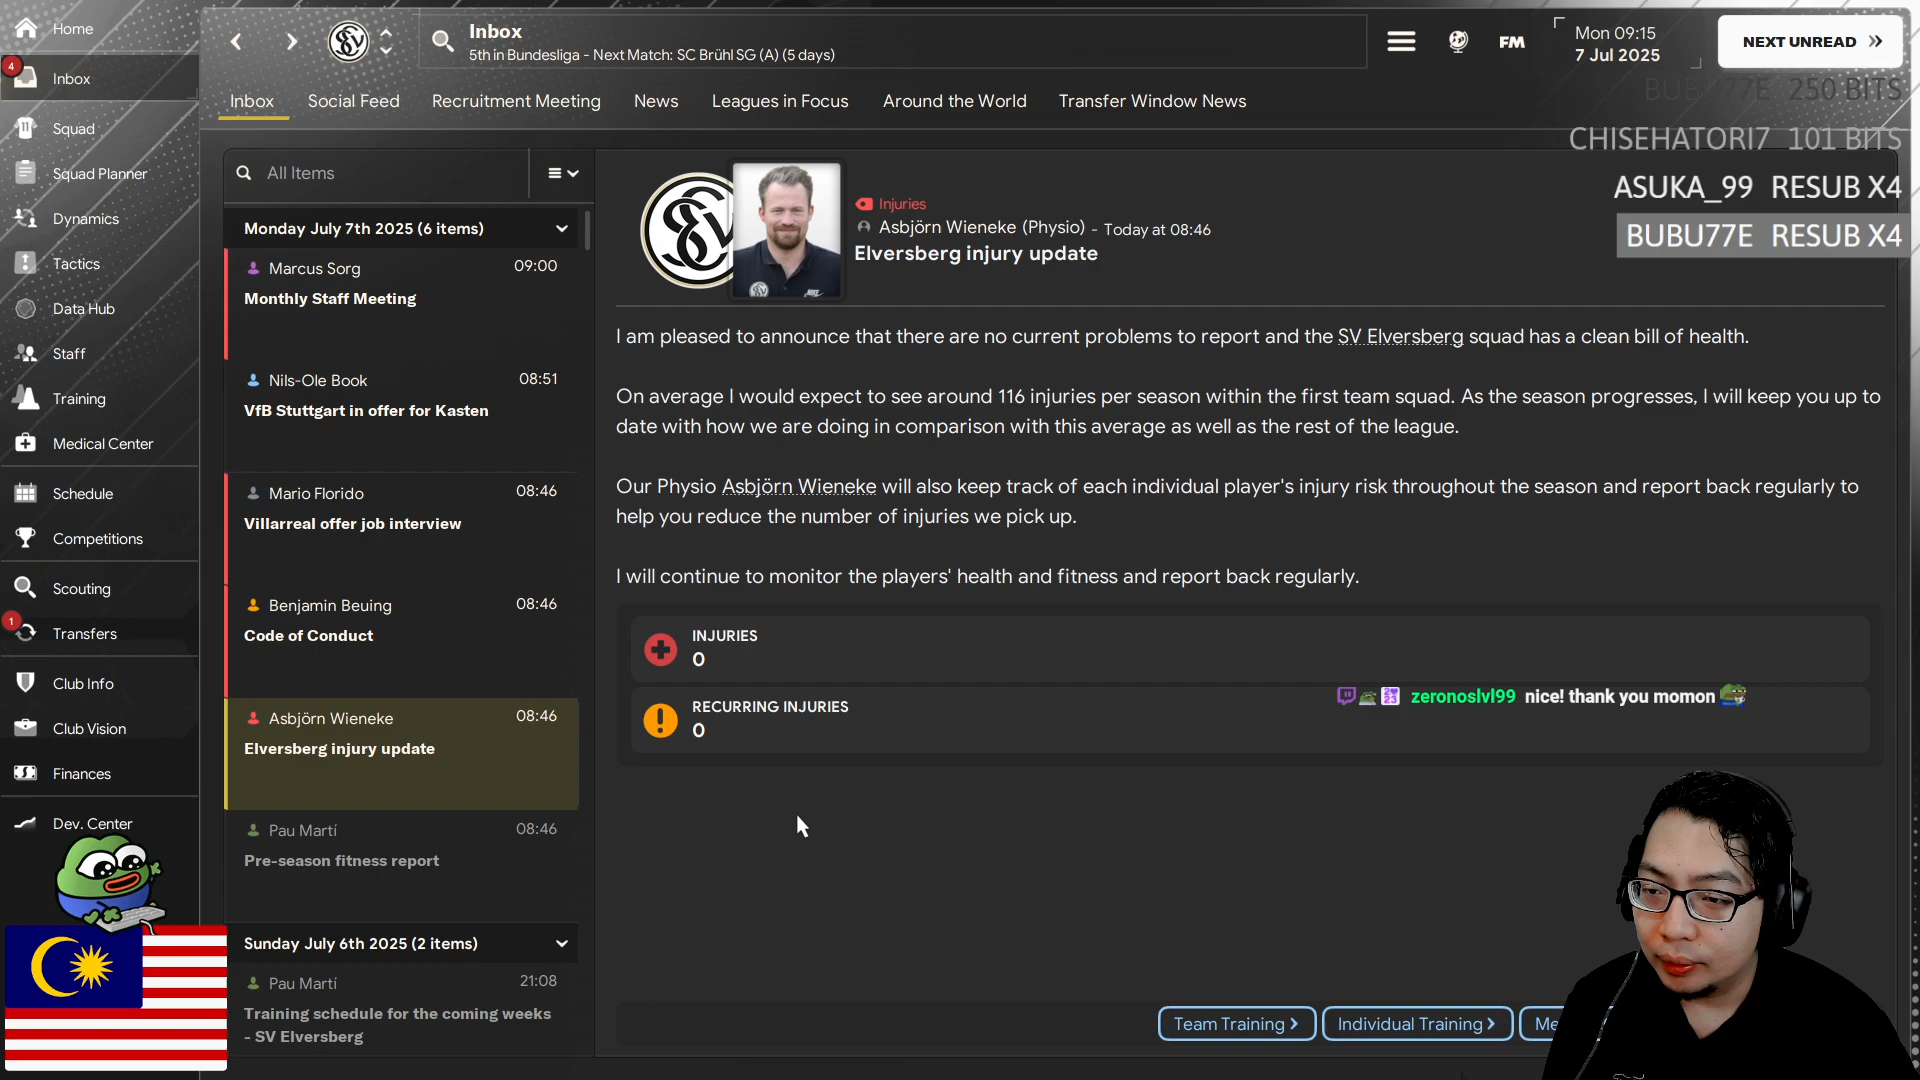 Home
4
Inbox
Squad
Squad Planner
Dynamics
Tactics
Data Hub
Staff
Training
Medical Center
Schedule
Competitions
Scouting
1
Transfers
Club Info
Club Vision
Finances
Dev. Center
Inbox
5th in Bundesliga - Next Match: SC Brühl SG (A) (5 days)
FM
Mon 09:15
7 Jul 2025
NEXT UNREAD
Inbox
Social Feed
Recruitment Meeting
News
Leagues in Focus
Around the World
Transfer Window News
BUBU77E 250 BITS
CHISEHATORI7 101 BITS
ASUKA_99 RESUB X4
BUBU77E RESUB X4
All Items
Monday July 7th 2025 (6 items)
Marcus Sorg 09:00
Monthly Staff Meeting
Nils-Ole Book 08:51
VfB Stuttgart in offer for Kasten
Mario Florido 08:46
Villarreal offer job interview
Benjamin Beuing 08:46
Code of Conduct
Asbjörn Wieneke 08:46
Elversberg injury update
Pau Martí 08:46
Pre-season fitness report
Sunday July 6th 2025 (2 items)
Pau Martí 21:08
Training schedule for the coming weeks
- SV Elversberg
Injuries
Asbjörn Wieneke (Physio) - Today at 08:46
Elversberg injury update
I am pleased to announce that there are no current problems to report and the SV Elversberg squad has a clean bill of health.
On average I would expect to see around 116 injuries per season within the first team squad. As the season progresses, I will keep you up to
date with how we are doing in comparison with this average as well as the rest of the league.
Our Physio Asbjörn Wieneke will also keep track of each individual player's injury risk throughout the season and report back regularly to
help you reduce the number of injuries we pick up.
I will continue to monitor the players' health and fitness and report back regularly.
INJURIES
0
RECURRING INJURIES
0
zeronoslvl99 nice! thank you momon
Team Training
Individual Training
Me